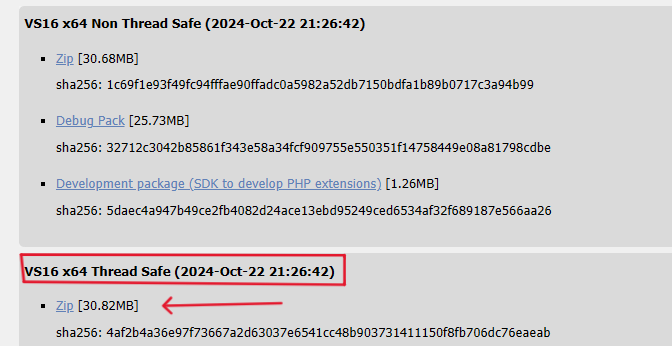 VS16 x64 Non Thread Safe (2024-Oct-22 21:26:42)
Zip [30.68MB]
sha256: 1c69f1e93f49fc94fffae90ffadc0a5982a52db7150bdfa1b89b0717c3a94b99
Debug Pack [25.73MB]
sha256: 32712c3042b85861f343e58a34fcf909755e550351f14758449e08a81798cdbe
Development package (SDK to develop PHP extensions) [1.26MB]
sha256: 5daec4a947b49ce2fb4082d24ace13ebd95249ced6534af32f689187e566aa26
VS16 x64 Thread Safe (2024-Oct-22 21:26:42)
Zip [30.82MB]
sha256: 4af2b4a36e97f73667a2d63037e6541cc48b903731411150f8fb706dc76eaeab